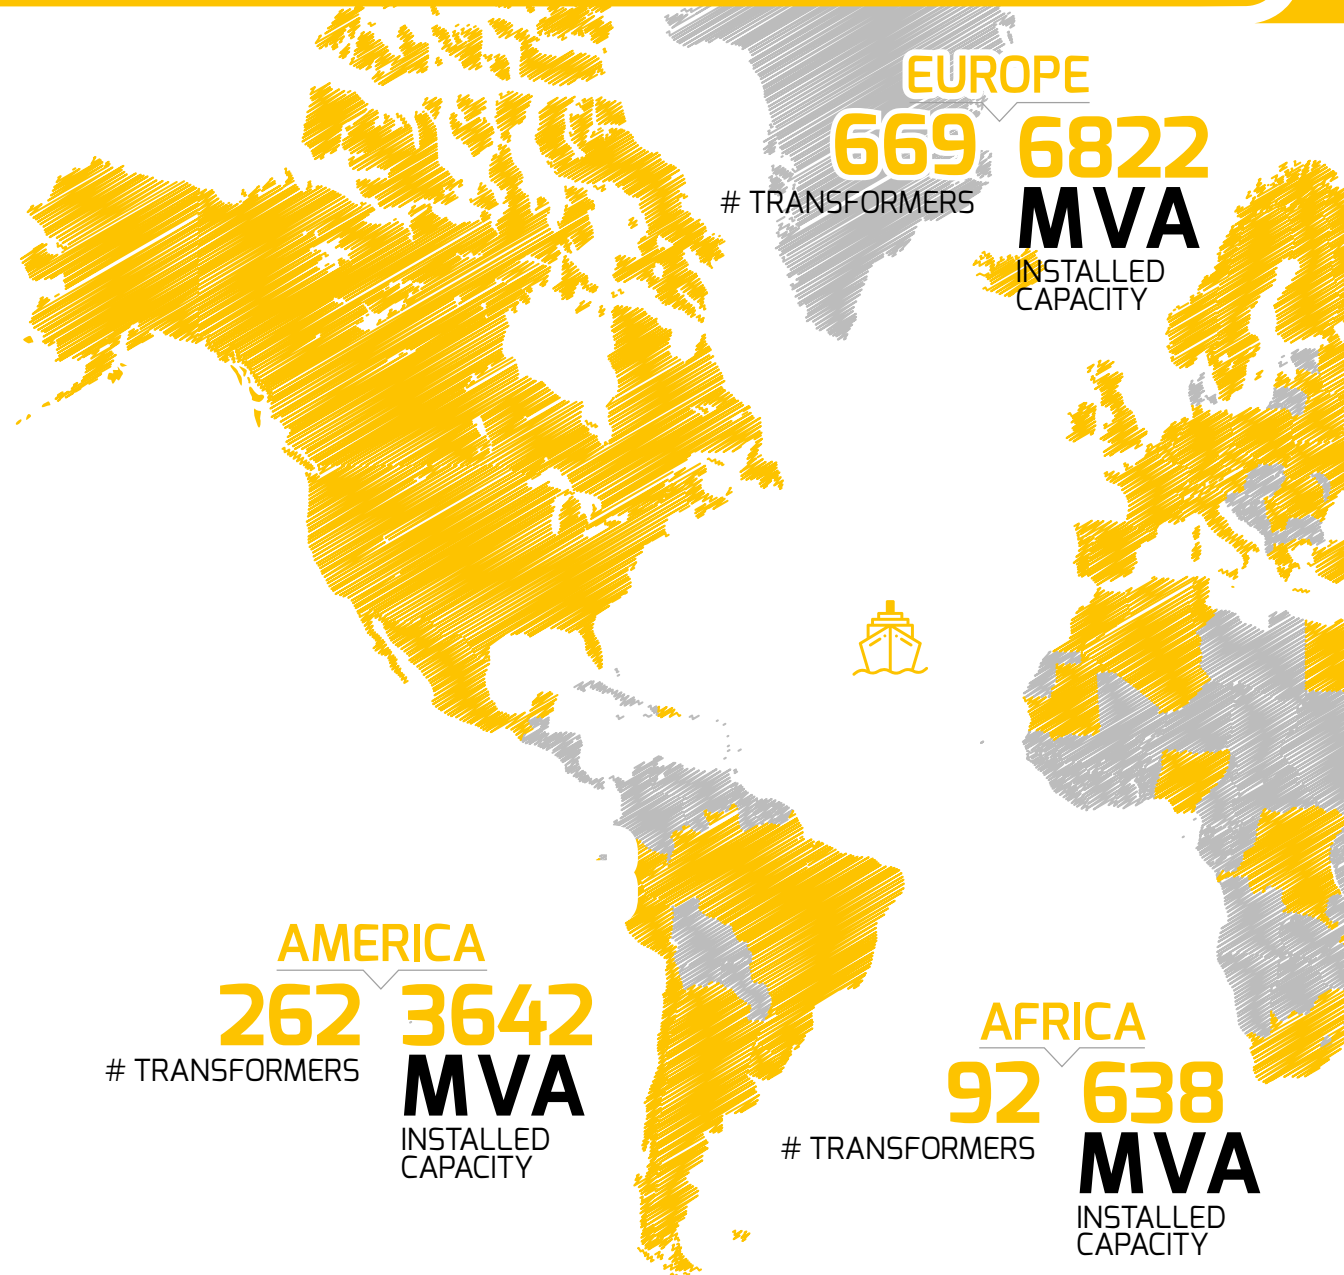 EUROPE
669 6822
# TRANSFORMERS MVA
INSTALLED
CAPACITY
AMERICA
262 3642
# TRANSFORMERS MVA
INSTALLED
CAPACITY
AFRICA
92 638
# TRANSFORMERS MVA
INSTALLED
CAPACITY